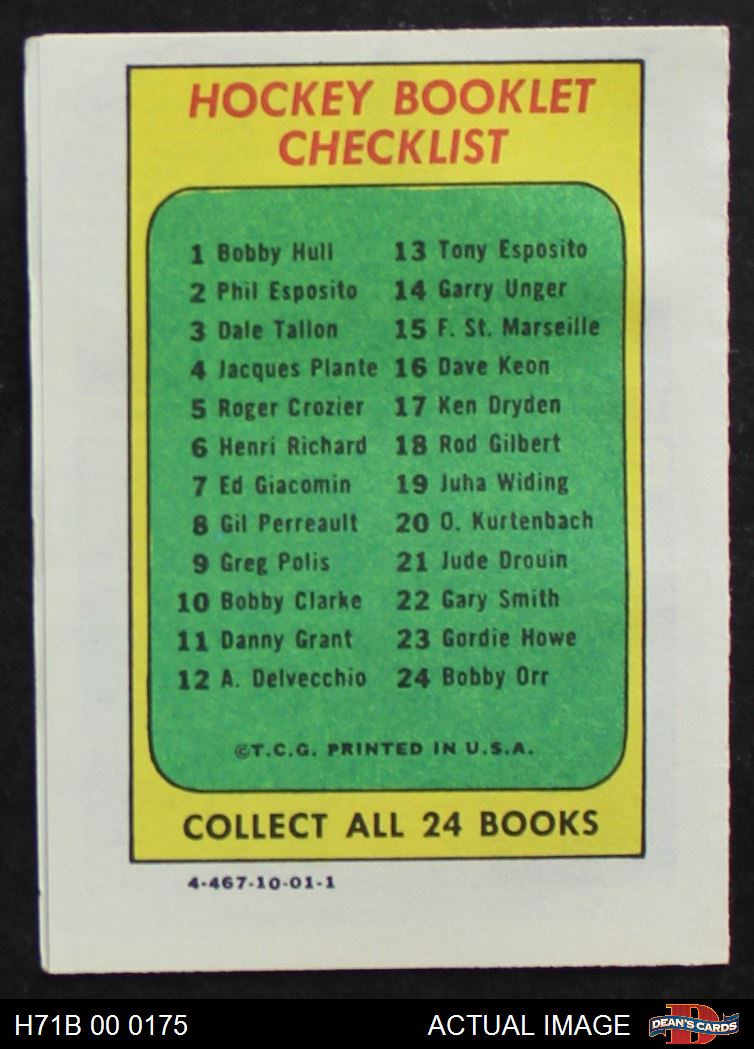 HOCKEY BOOKLET
CHECKLIST
1 Bobby Hull
2 Phil Esposito
3 Dale Tallon
4 Jacques Plante
5 Roger Crozier
6 Henri Richard
7 Ed Giacomin
8 Gil Perreault
9 Greg Polis
10 Bobby Clarke
11 Danny Grant
12 A. Delvecchio
13 Tony Esposito
14 Garry Unger
15 F. St. Marseille
16 Dave Keon
17 Ken Dryden
18 Rod Gilbert
19 Juha Widing
20 O. Kurtenbach
21 Jude Drouin
22 Gary Smith
23 Gordie Howe
24 Bobby Orr
©T.C.G. PRINTED IN U.S.A.
COLLECT ALL 24 BOOKS
4-467-10-01-1
H71B 00 0175
ACTUAL IMAGE
DEAN'S CARDS